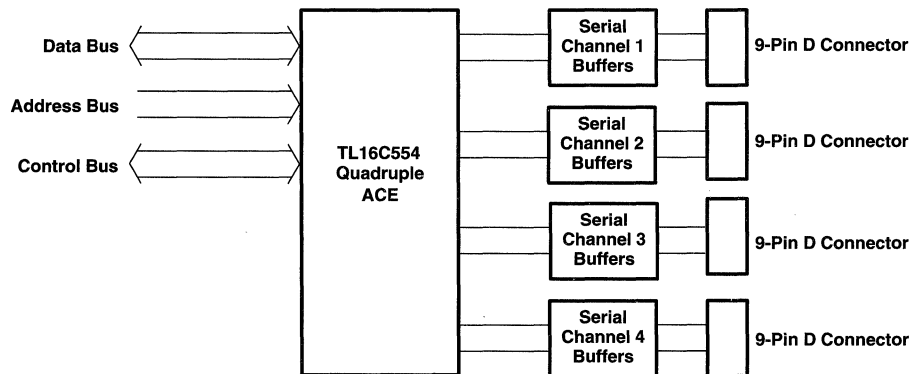 Data Bus
Address Bus
Control Bus
TL16C554
Quadruple
ACE
Serial
Channel 1
Buffers
9-Pin D Connector
Serial
Channel 2
Buffers
9-Pin D Connector
Serial
Channel 3
Buffers
9-Pin D Connector
Serial
Channel 4
Buffers
9-Pin D Connector